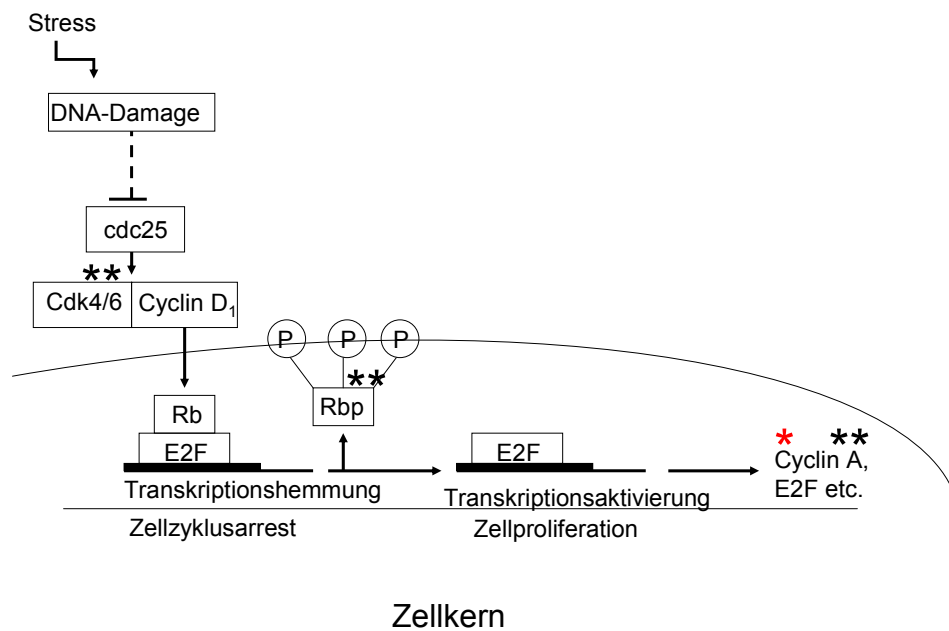 Stress
DNA-Damage
cdc25
**
Cdk4/6 Cyclin D1
P P P
**
Rbp
Rb
E2F
E2F
* **
Cyclin A,
E2F etc.
Transkriptionshemmung
Transkriptionsaktivierung
Zellzyklusarrest
Zellproliferation
Zellkern